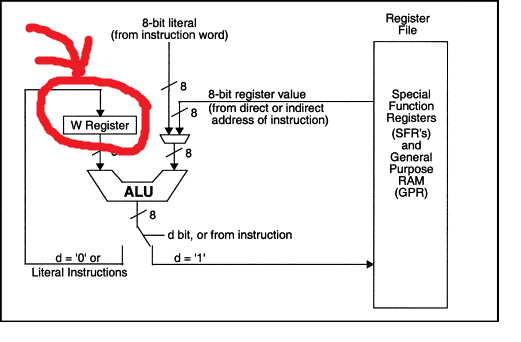 8-bit literal
(from instruction word)
Register
File
8
8-bit register value
(from direct or indirect
address of instruction)
8
W Register
Special
Function
Registers
(SFR's)
and
General
Purpose
RAM
(GPR)
8
8
ALU
8
d bit, or from instruction
d = '0' or
Literal Instructions
d = '1'